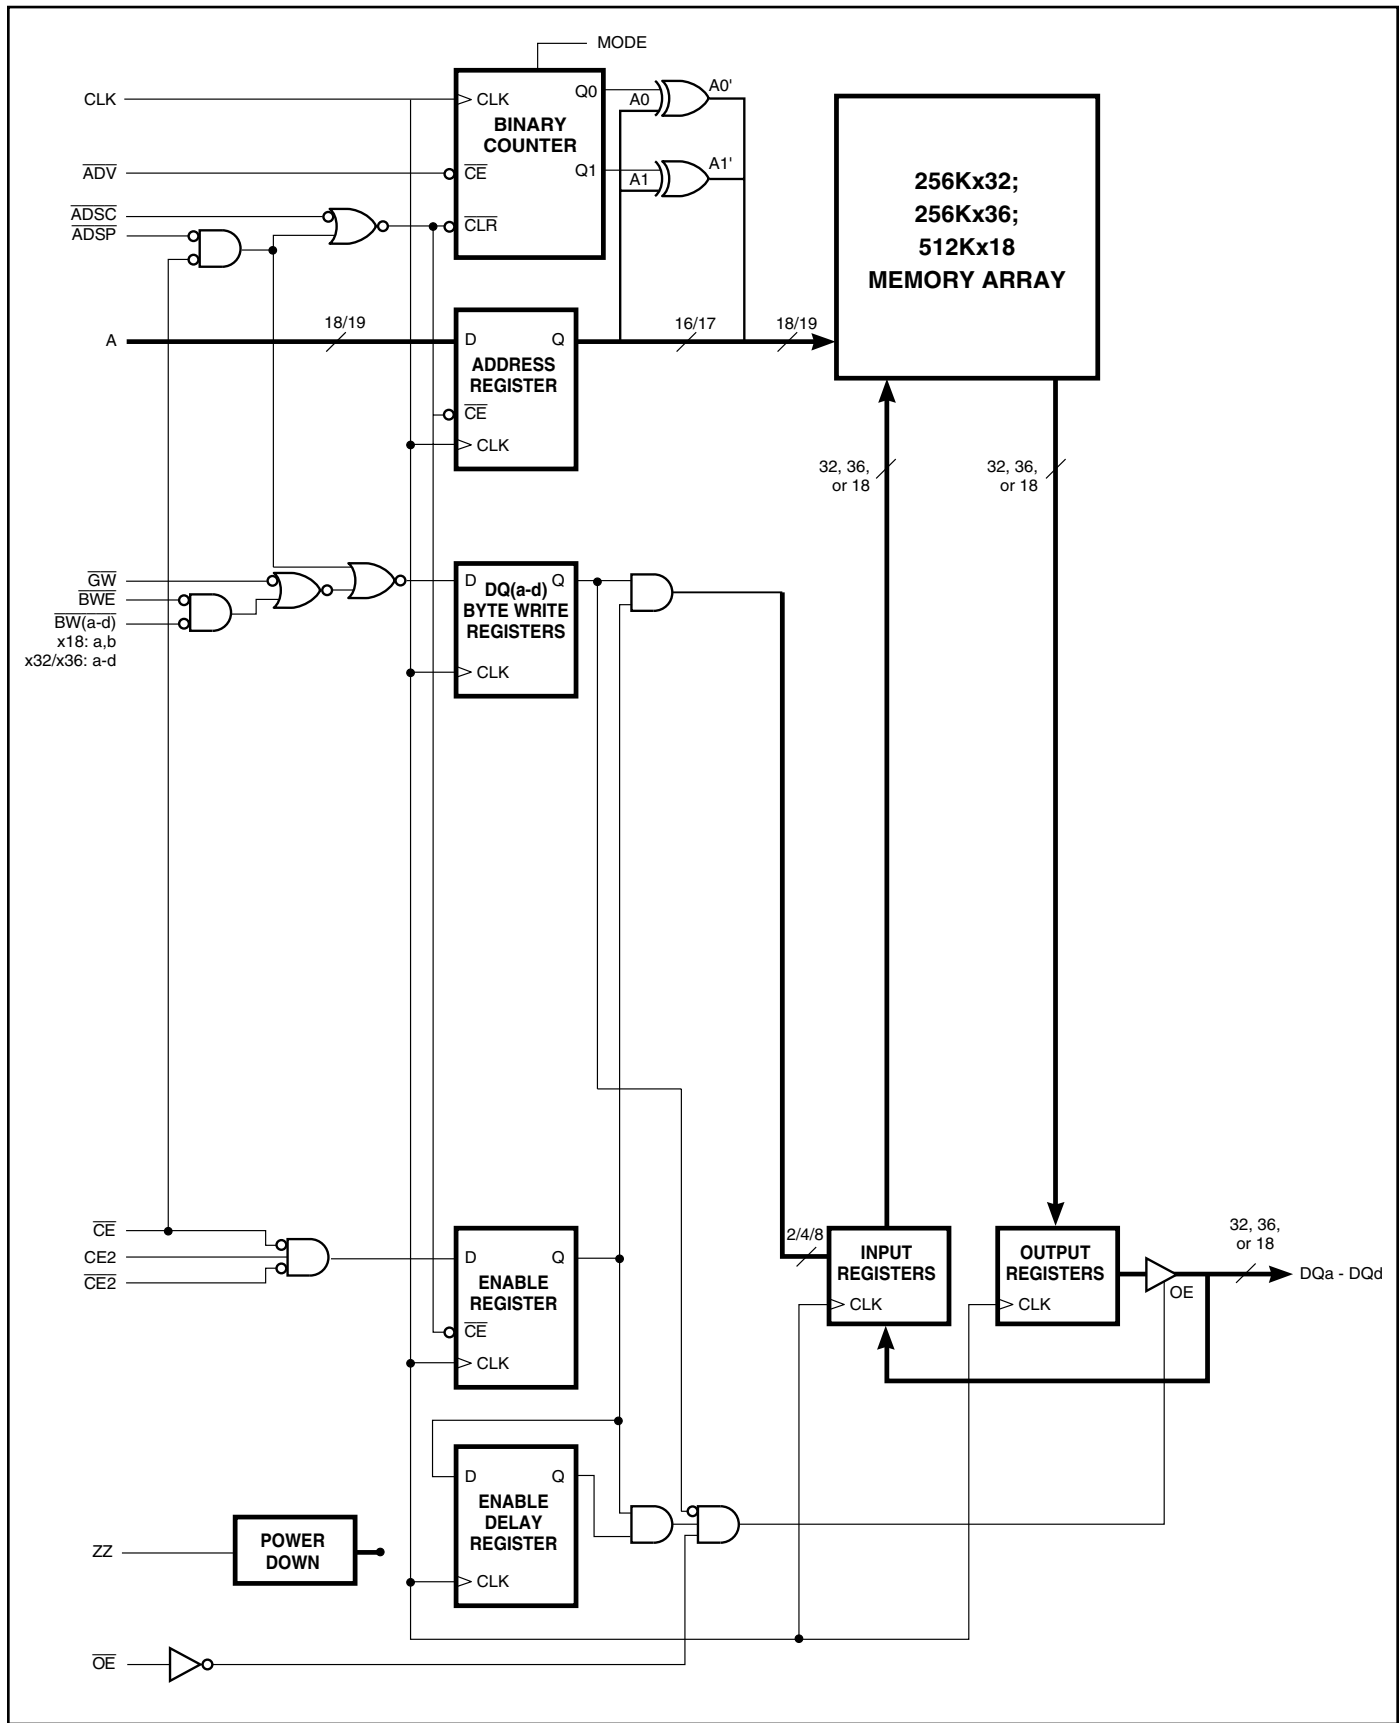 MODE
CLK
CLK
Q0
A0
A0'
BINARY
COUNTER
ADV
CE
Q1
A1
A1'
ADSC
ADSP
CLR
256Kx32;
256Kx36;
512Kx18
MEMORY ARRAY
A
18/19
D
Q
16/17
18/19
ADDRESS
REGISTER
CE
CLK
32, 36,
or 18
32, 36,
or 18
GW
BWE
BW(a-d)
x18: a,b
x32/x36: a-d
D
Q
DQ(a-d)
BYTE WRITE
REGISTERS
CLK
CE
CE2
CE2
D
Q
ENABLE
REGISTER
CE
CLK
2/4/8
INPUT
REGISTERS
CLK
OUTPUT
REGISTERS
CLK
OE
32, 36,
or 18
DQa - DQd
D
Q
ENABLE
DELAY
REGISTER
CLK
ZZ
POWER
DOWN
OE